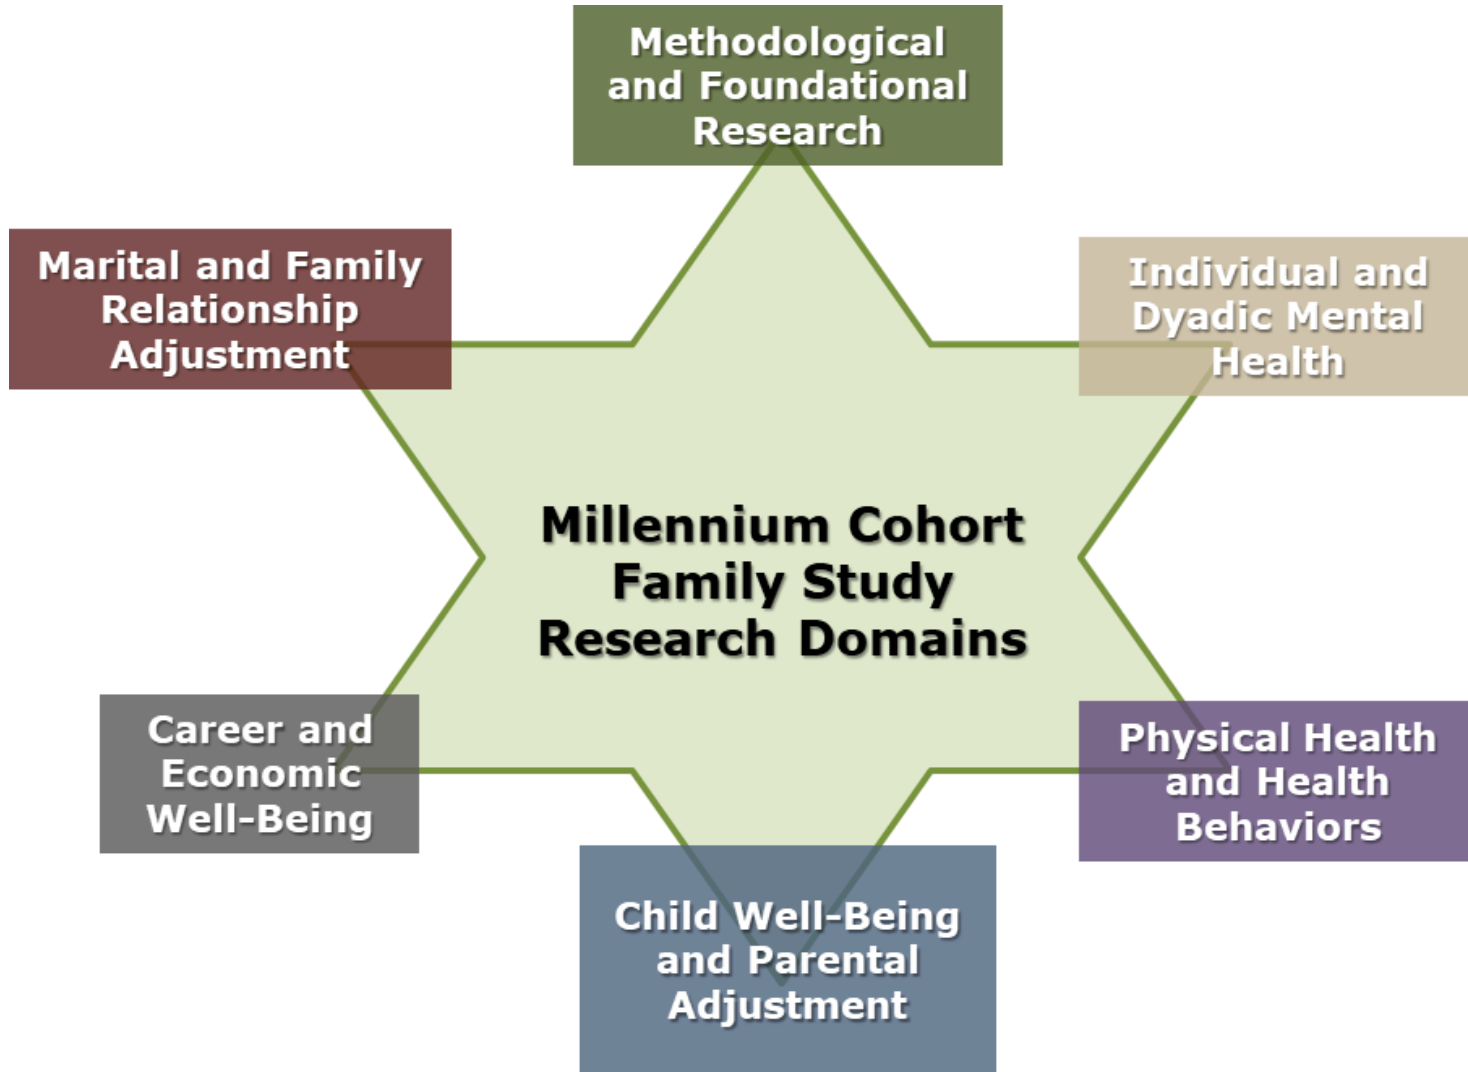 Methodological
and Foundational
Research
Marital and Family
Relationship
Adjustment
Individual and
Dyadic Mental
Health
Millennium Cohort
Family Study
Research Domains
Career and
Economic
Well-Being
Physical Health
and Health
Behaviors
Child Well-Being
and Parental
Adjustment